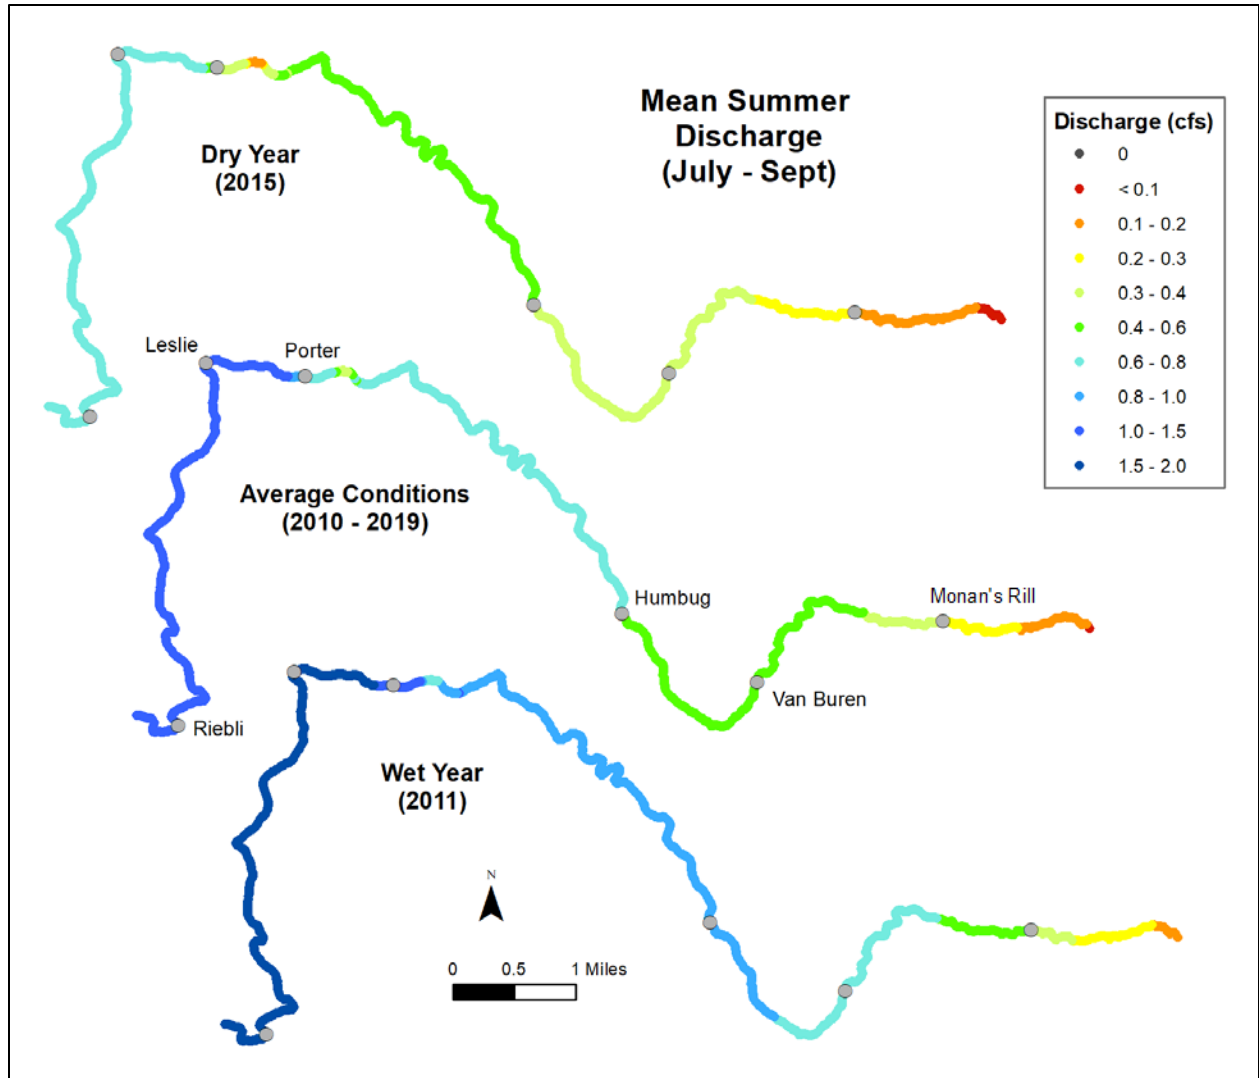 Mean Summer
Discharge
(July - Sept)
Discharge (cfs)
0
< 0.1
0.1 - 0.2
0.2 - 0.3
0.3 - 0.4
0.4 - 0.6
0.6 - 0.8
0.8 - 1.0
1.0 - 1.5
1.5 - 2.0
Dry Year
(2015)
Leslie
Porter
Average Conditions
(2010 - 2019)
Humbug
Monan's Rill
Van Buren
Riebli
Wet Year
(2011)
N
0 0.5 1 Miles